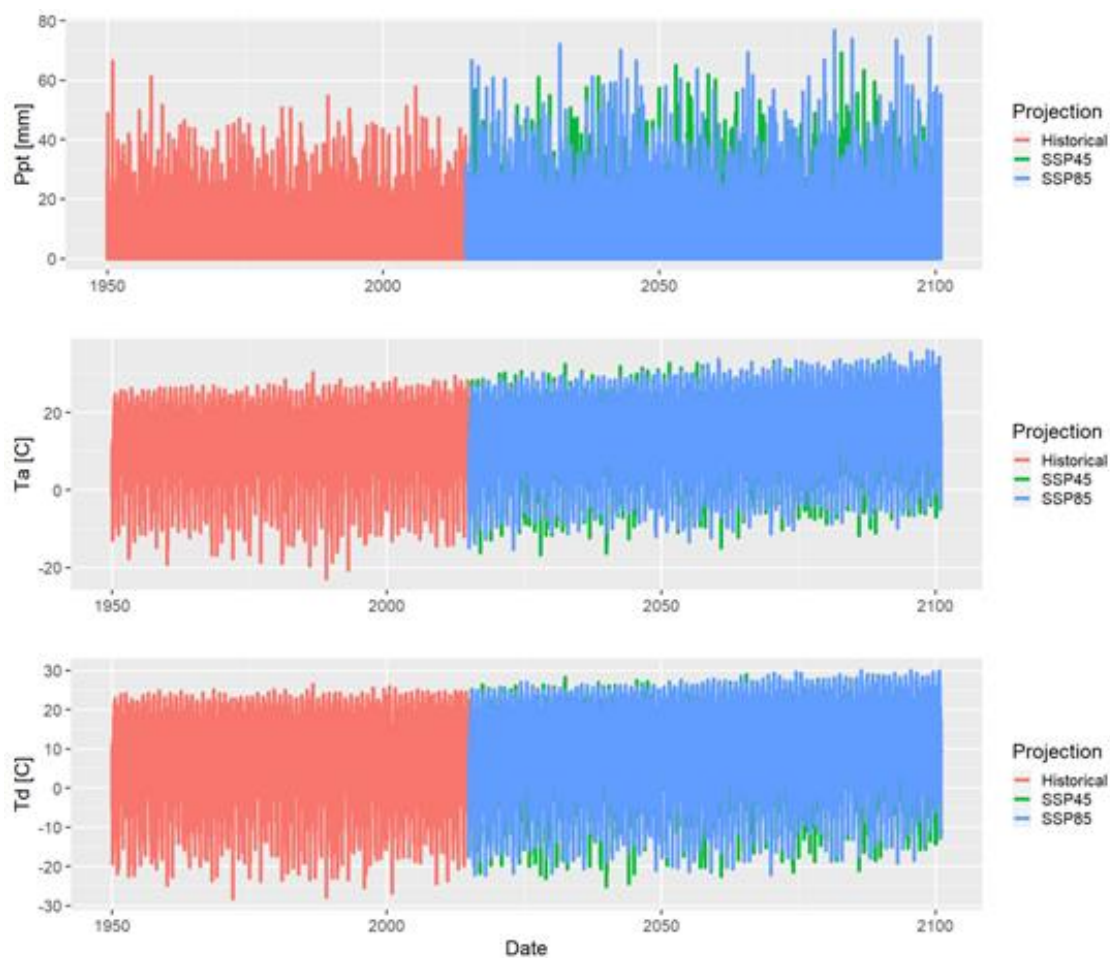 80
60
40
20
0
Ppt [mm]
1950 2000 2050 2100
Projection
Historical
SSP45
SSP85
20
0
-20
Ta [C]
1950 2000 2050 2100
Projection
Historical
SSP45
SSP85
30
20
10
0
-10
-20
-30
Td [C]
1950 2000 2050 2100
Date
Projection
Historical
SSP45
SSP85